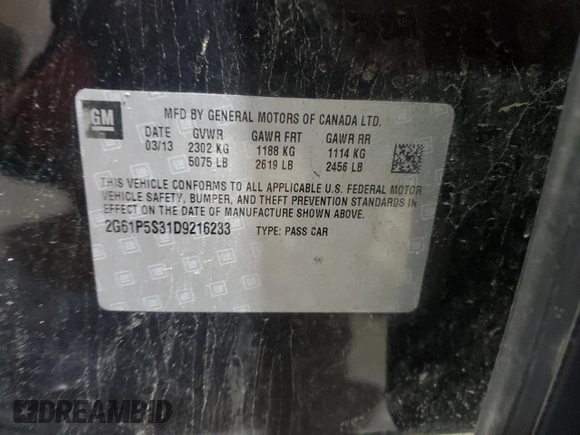 GM
MFD BY GENERAL MOTORS OF CANADA LTD.
DATE GVWR GAWR FRT GAWR RR
03/13 2302 KG 1188 KG 1114 KG
5075 LB 2619 LB 2456 LB
THIS VEHICLE CONFORMS TO ALL APPLICABLE U.S. FEDERAL MOTOR
VEHICLE SAFETY, BUMPER, AND THEFT PREVENTION STANDARDS IN
EFFECT ON THE DATE OF MANUFACTURE SHOWN ABOVE.
2G61P5S31D9216233 TYPE: PASS CAR
DREAMBID